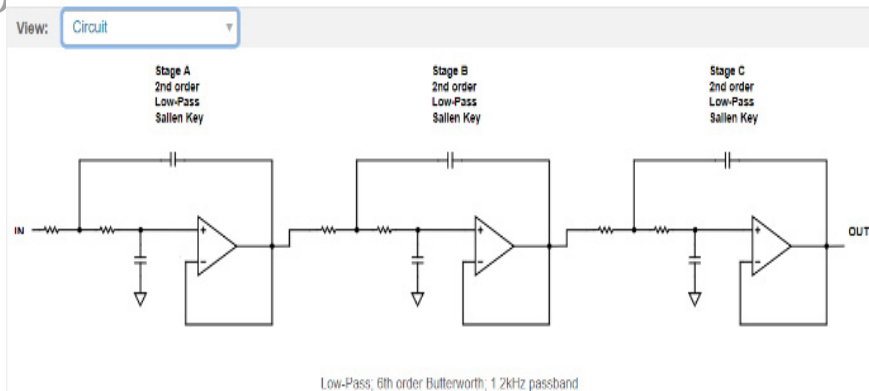 View: Circuit
Stage A
2nd order
Low-Pass
Sallen Key
Stage B
2nd order
Low-Pass
Sallen Key
Stage C
2nd order
Low-Pass
Sallen Key
IN
+
−
+
−
+
−
OUT
Low-Pass; 6th order Butterworth; 1.2kHz passband